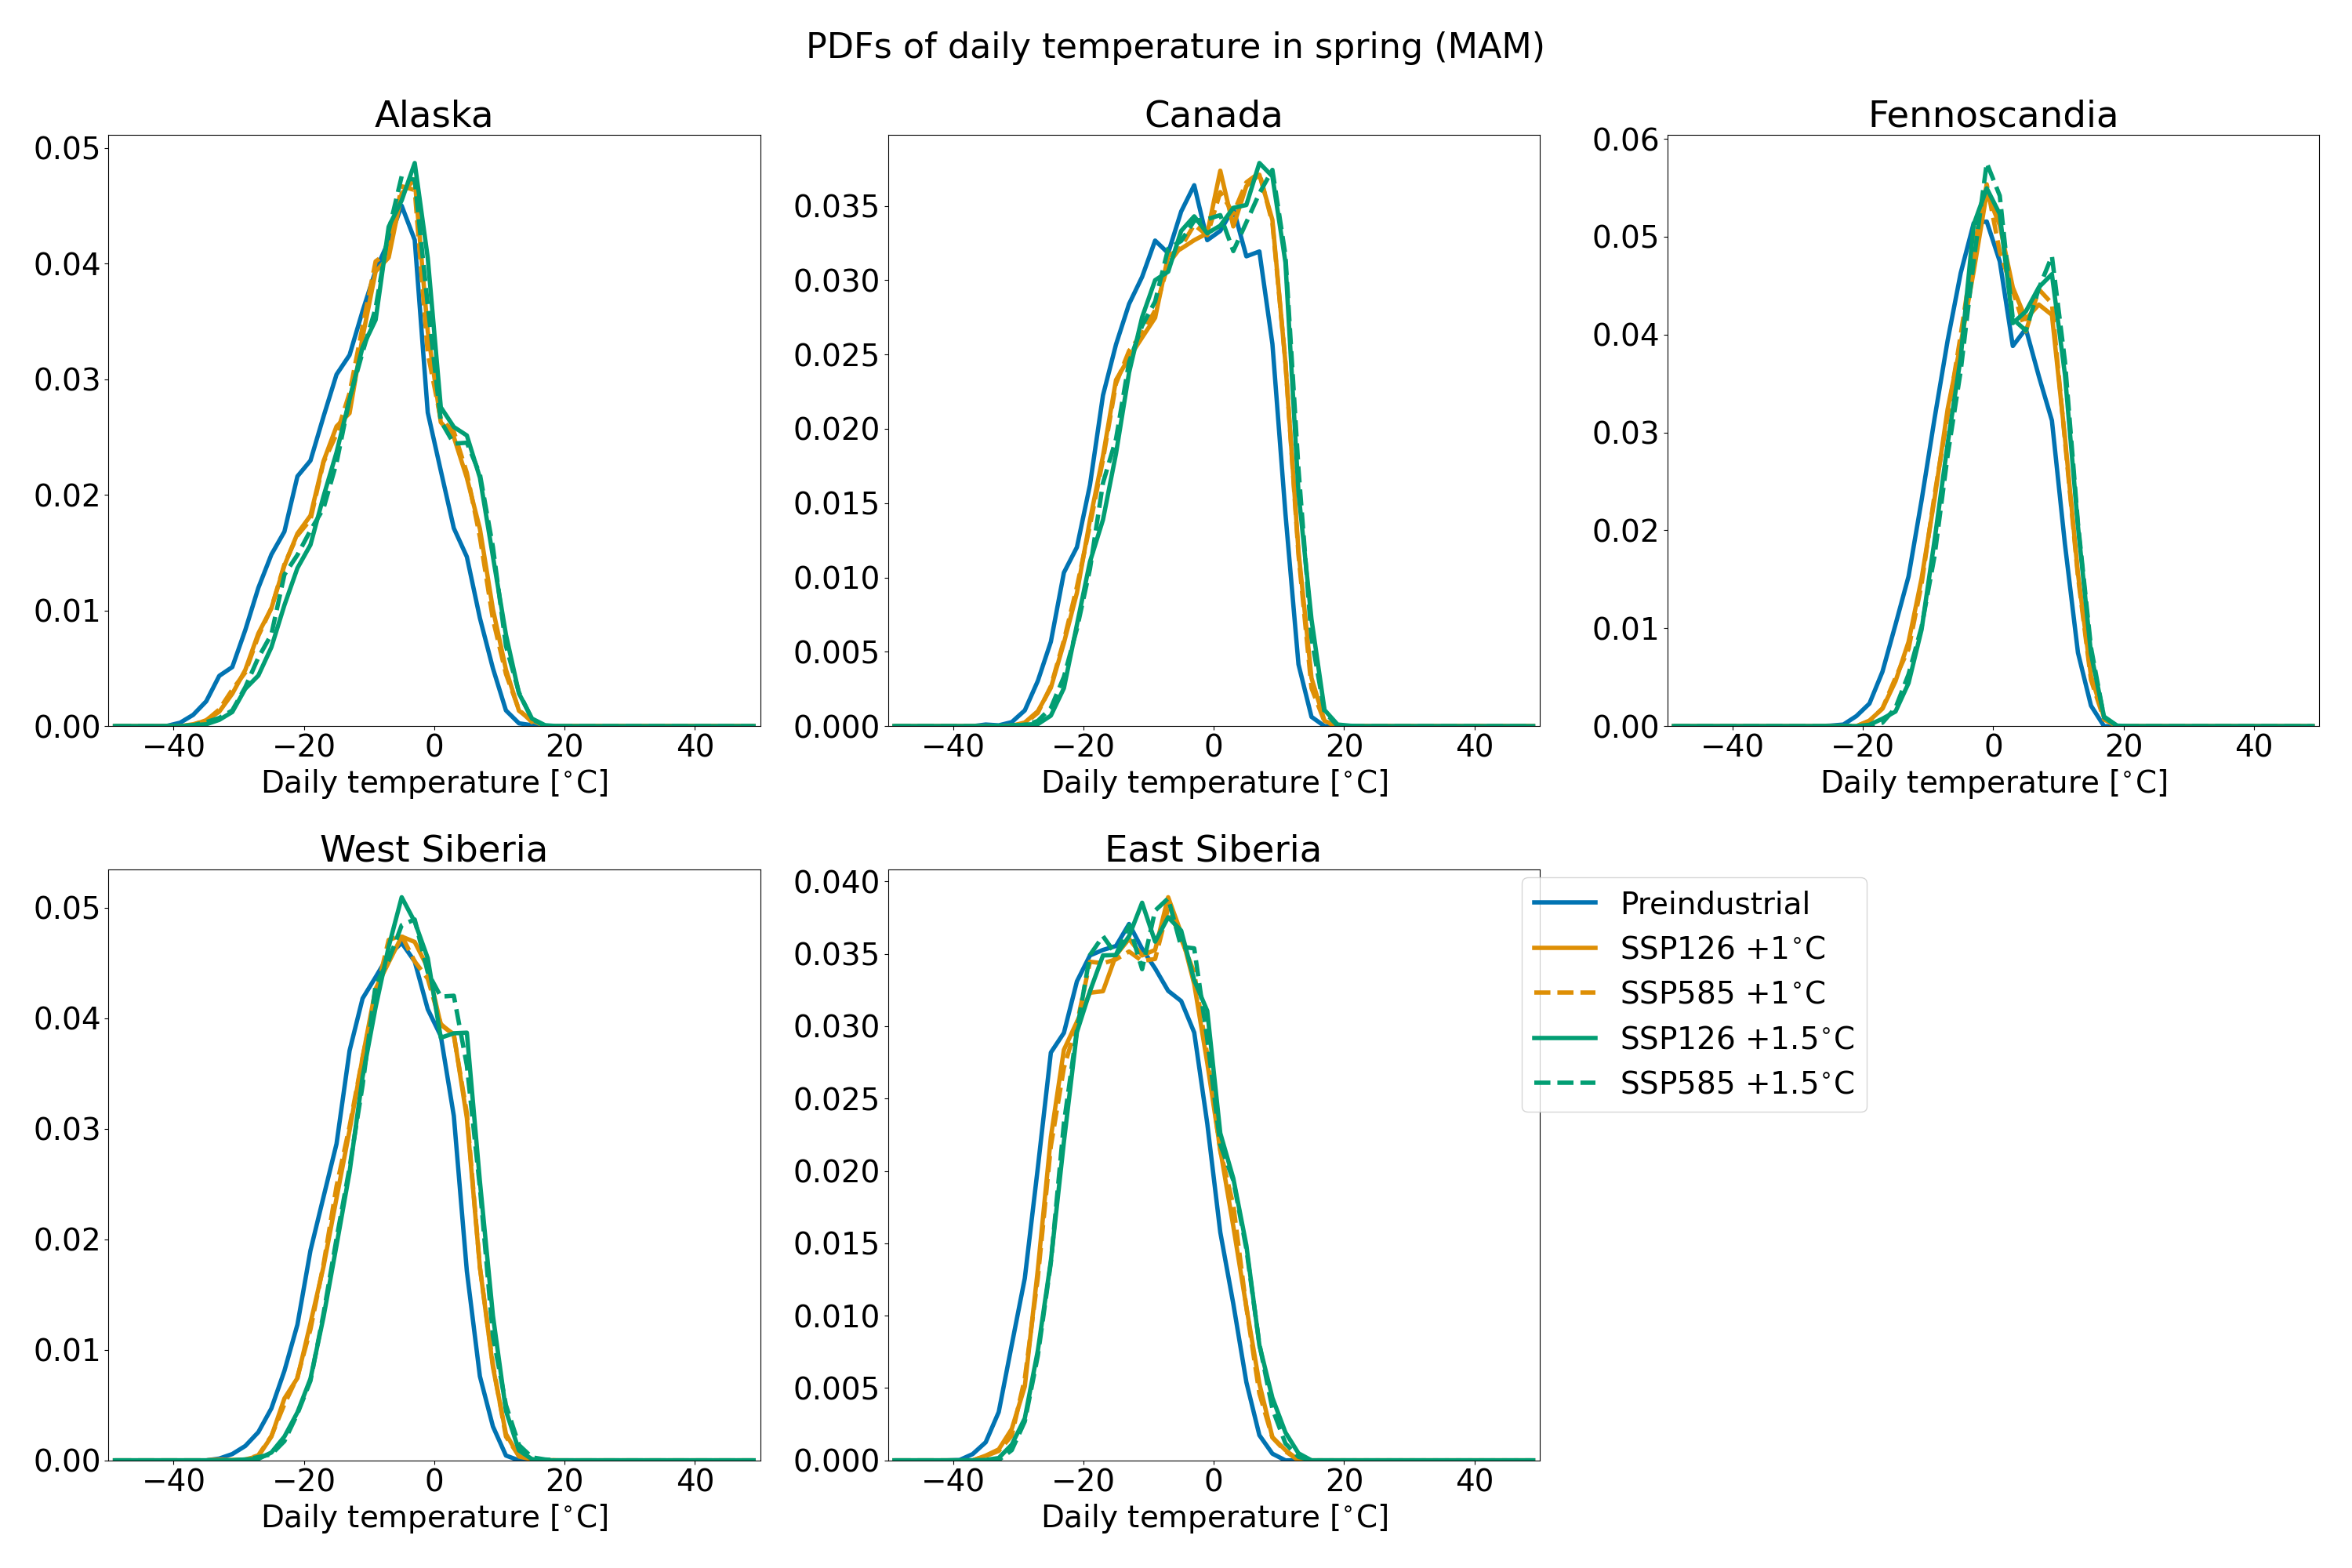 PDFs of daily temperature in spring (MAM)
Alaska
0.05
0.04
0.03
0.02
0.01
0.00
−40 −20 0 20 40
Daily temperature [°C]
Canada
0.035
0.030
0.025
0.020
0.015
0.010
0.005
0.000
−40 −20 0 20 40
Daily temperature [°C]
Fennoscandia
0.06
0.05
0.04
0.03
0.02
0.01
0.00
−40 −20 0 20 40
Daily temperature [°C]
West Siberia
0.05
0.04
0.03
0.02
0.01
0.00
−40 −20 0 20 40
Daily temperature [°C]
East Siberia
0.040
0.035
0.030
0.025
0.020
0.015
0.010
0.005
0.000
−40 −20 0 20 40
Daily temperature [°C]
Preindustrial
SSP126 +1°C
SSP585 +1°C
SSP126 +1.5°C
SSP585 +1.5°C